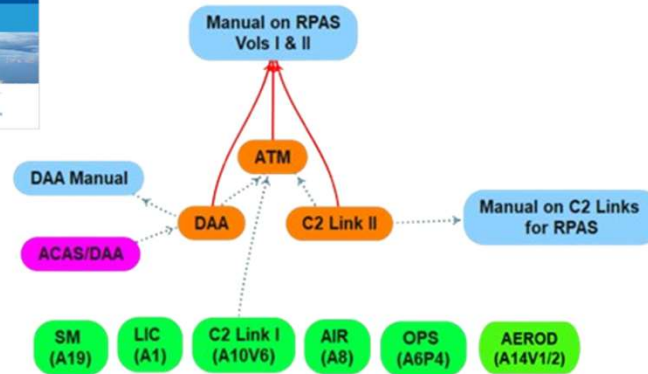 Manual on RPAS
Vols I & II
ATM
DAA Manual
DAA
C2 Link II
Manual on C2 Links
for RPAS
ACAS/DAA
SM
(A19)
LIC
(A1)
C2 Link I
(A10V6)
AIR
(A8)
OPS
(A6P4)
AEROD
(A14V1/2)